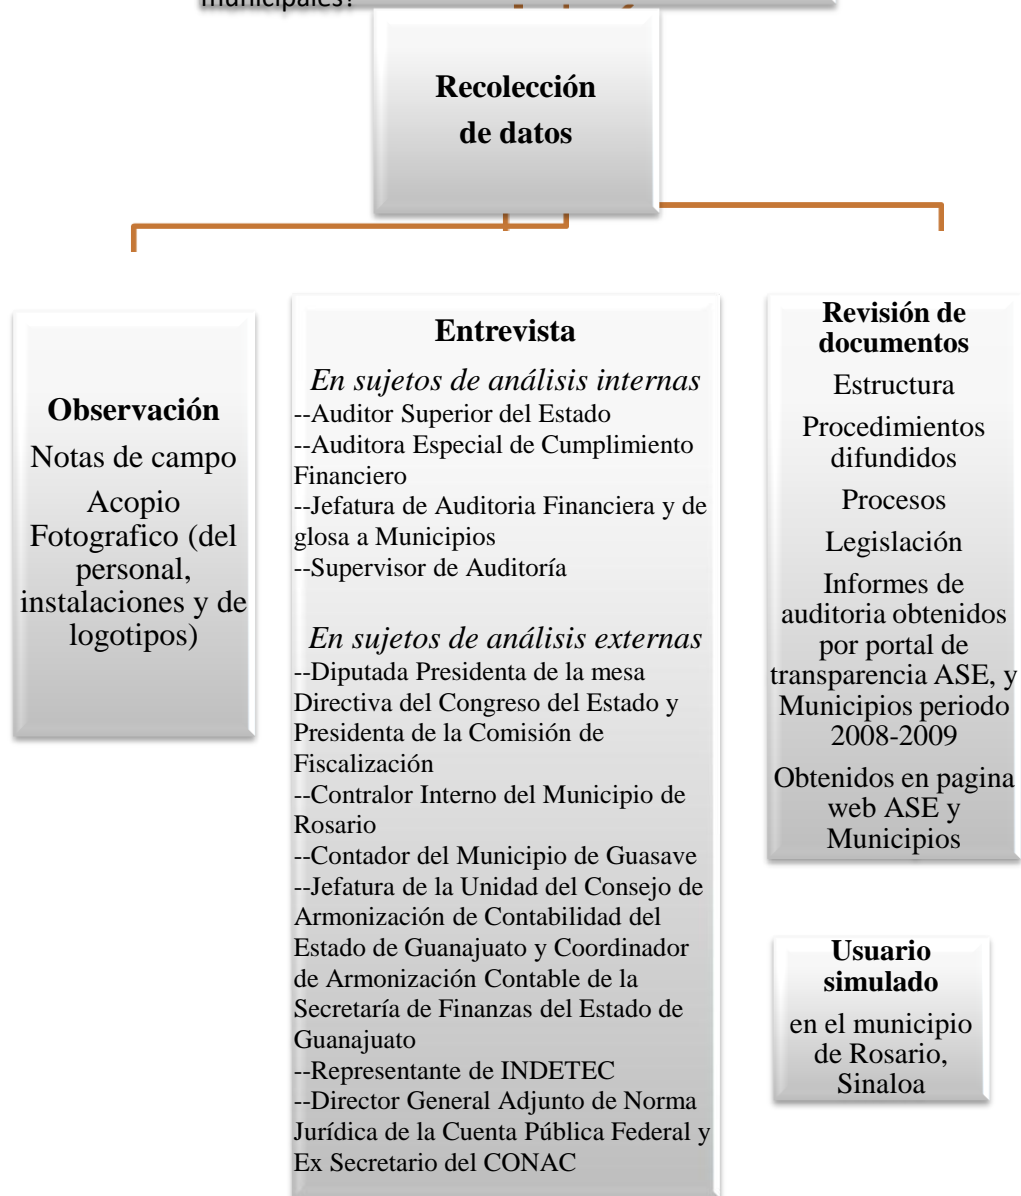 municipales?
Recolección
de datos
Observación
Notas de campo
Acopio
Fotografico (del
personal,
instalaciones y de
logotipos)
Entrevista
En sujetos de análisis internas
--Auditor Superior del Estado
--Auditora Especial de Cumplimiento
Financiero
--Jefatura de Auditoria Financiera y de
glosa a Municipios
--Supervisor de Auditoría
En sujetos de análisis externas
--Diputada Presidenta de la mesa
Directiva del Congreso del Estado y
Presidenta de la Comisión de
Fiscalización
--Contralor Interno del Municipio de
Rosario
--Contador del Municipio de Guasave
--Jefatura de la Unidad del Consejo de
Armonización de Contabilidad del
Estado de Guanajuato y Coordinador
de Armonización Contable de la
Secretaría de Finanzas del Estado de
Guanajuato
--Representante de INDETEC
--Director General Adjunto de Norma
Jurídica de la Cuenta Pública Federal y
Ex Secretario del CONAC
Revisión de
documentos
Estructura
Procedimientos
difundidos
Procesos
Legislación
Informes de
auditoria obtenidos
por portal de
transparencia ASE, y
Municipios periodo
2008-2009
Obtenidos en pagina
web ASE y
Municipios
Usuario
simulado
en el municipio
de Rosario,
Sinaloa